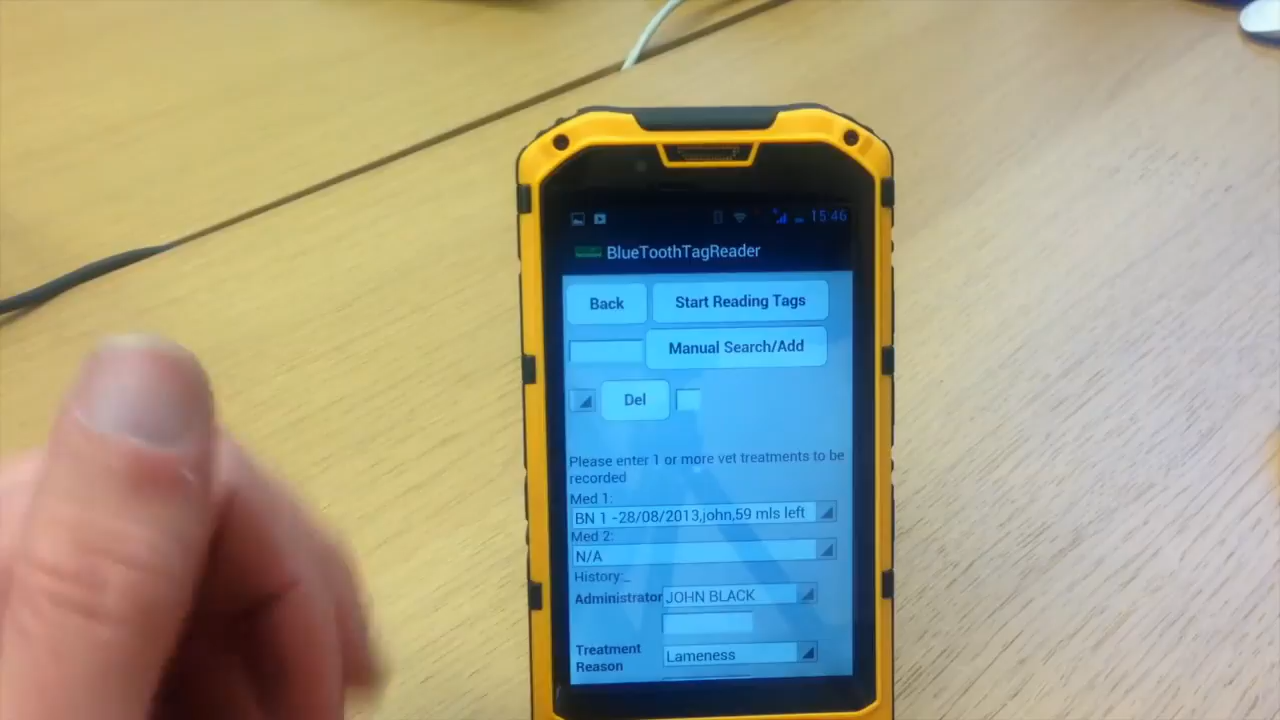 15:46
BlueToothTagReader
Back
Start Reading Tags
Manual Search/Add
Del
Please enter 1 or more vet treatments to be
recorded
Med 1:
BN 1 -28/08/2013,john,59 mls left
Med 2:
N/A
History:_
Administrator JOHN BLACK
Treatment
Reason
Lameness